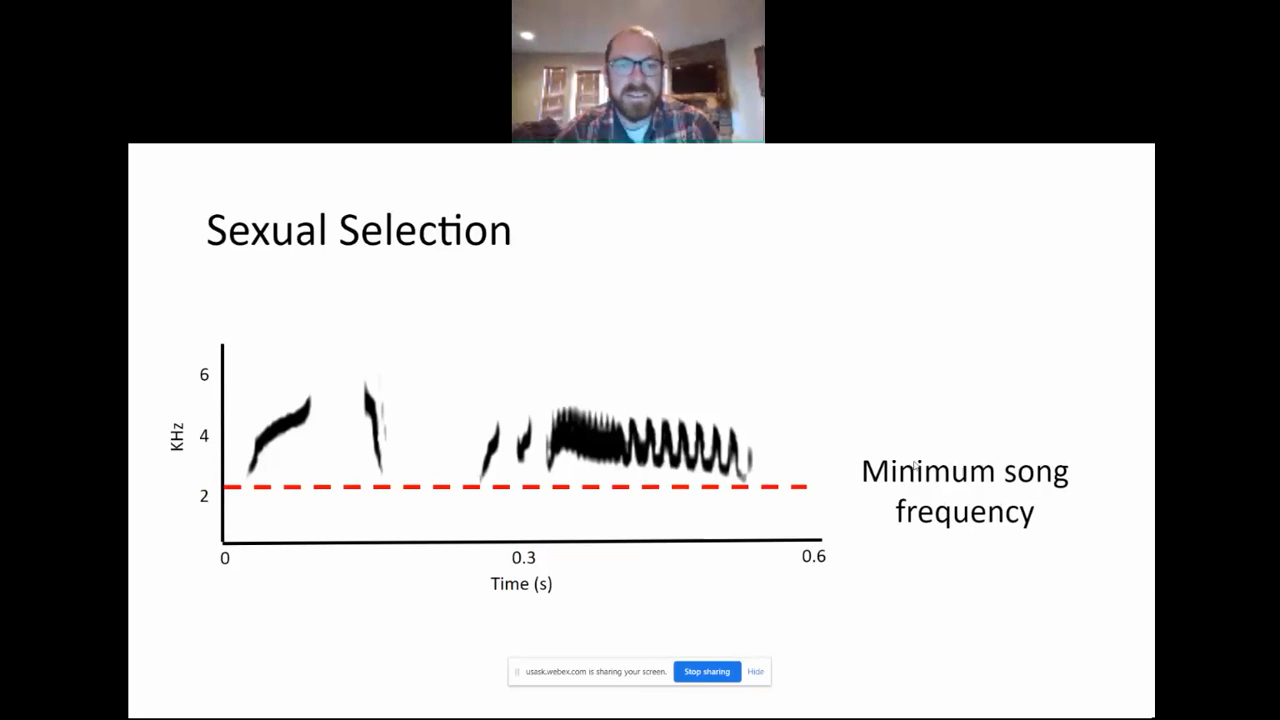 Sexual Selection
6
4
2
KHz
0
0.3
0.6
Time (s)
Minimum song
frequency
usask.webex.com is sharing your screen.
Stop sharing
Hide